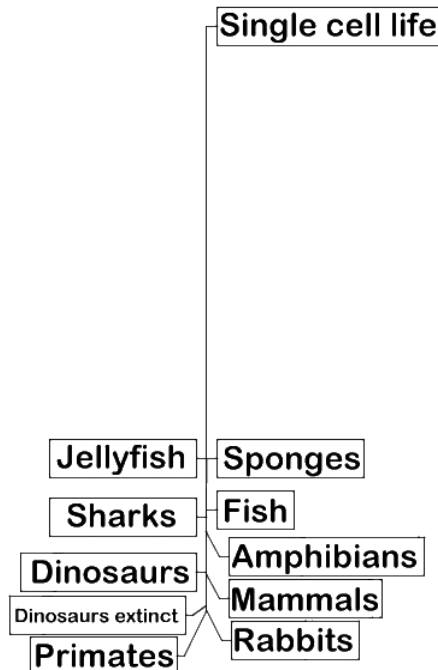 Single cell life
Jellyfish
Sponges
Fish
Sharks
Amphibians
Dinosaurs
Mammals
Dinosaurs extinct
Rabbits
Primates